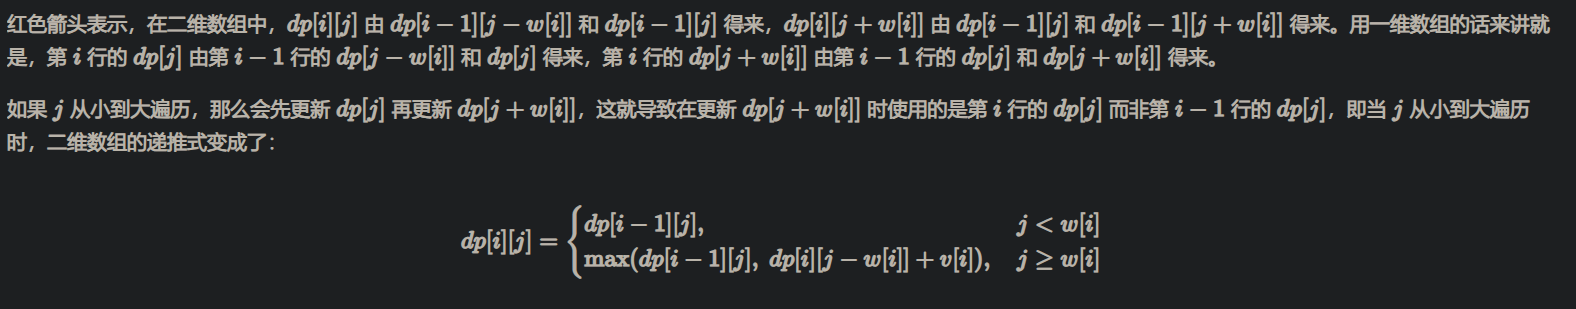 红色箭头表示，在二维数组中，dp[i][j] 由 dp[i − 1][j − w[i]] 和 dp[i − 1][j] 得来，dp[i][j + w[i]] 由 dp[i − 1][j] 和 dp[i − 1][j + w[i]] 得来。用一维数组的话来讲就
是，第 i 行的 dp[j] 由第 i − 1 行的 dp[j − w[i]] 和 dp[j] 得来，第 i 行的 dp[j + w[i]] 由第 i − 1 行的 dp[j] 和 dp[j + w[i]] 得来。
如果 j 从小到大遍历，那么会先更新 dp[j] 再更新 dp[j + w[i]]，这就导致在更新 dp[j + w[i]] 时使用的是第 i 行的 dp[j] 而非第 i − 1 行的 dp[j]，即当 j 从小到大遍历
时，二维数组的递推式变成了：
dp[i][j] = {
dp[i − 1][j], j < w[i]
max(dp[i − 1][j], dp[i][j − w[i]] + v[i]), j ≥ w[i]